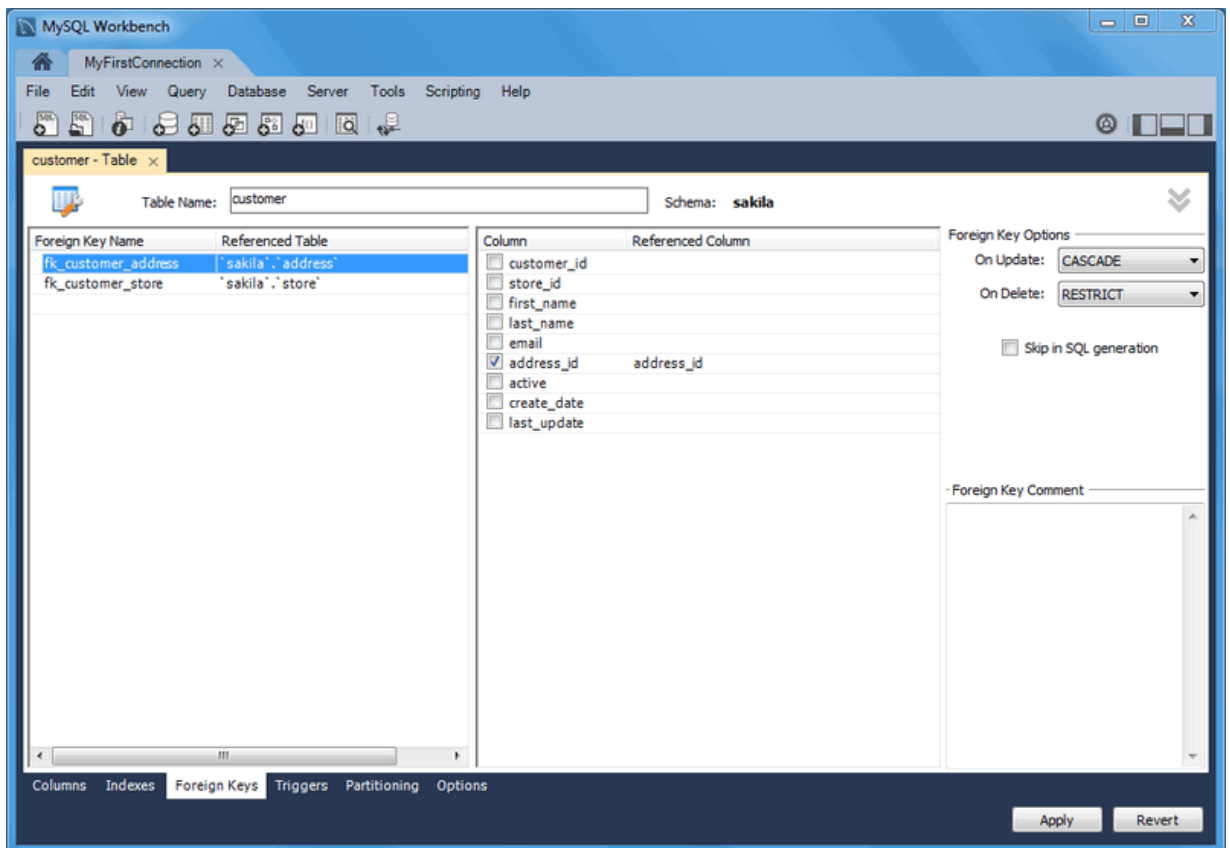 MySQL Workbench
MyFirstConnection
File Edit View Query Database Server Tools Scripting Help
SQL SQL
customer - Table
Table Name: customer Schema: sakila
Foreign Key Name Referenced Table
fk_customer_address `sakila`.`address`
fk_customer_store `sakila`.`store`
Column Referenced Column
customer_id
store_id
first_name
last_name
email
address_id address_id
active
create_date
last_update
Foreign Key Options
On Update: CASCADE
On Delete: RESTRICT
Skip in SQL generation
Foreign Key Comment
Columns Indexes Foreign Keys Triggers Partitioning Options
Apply Revert